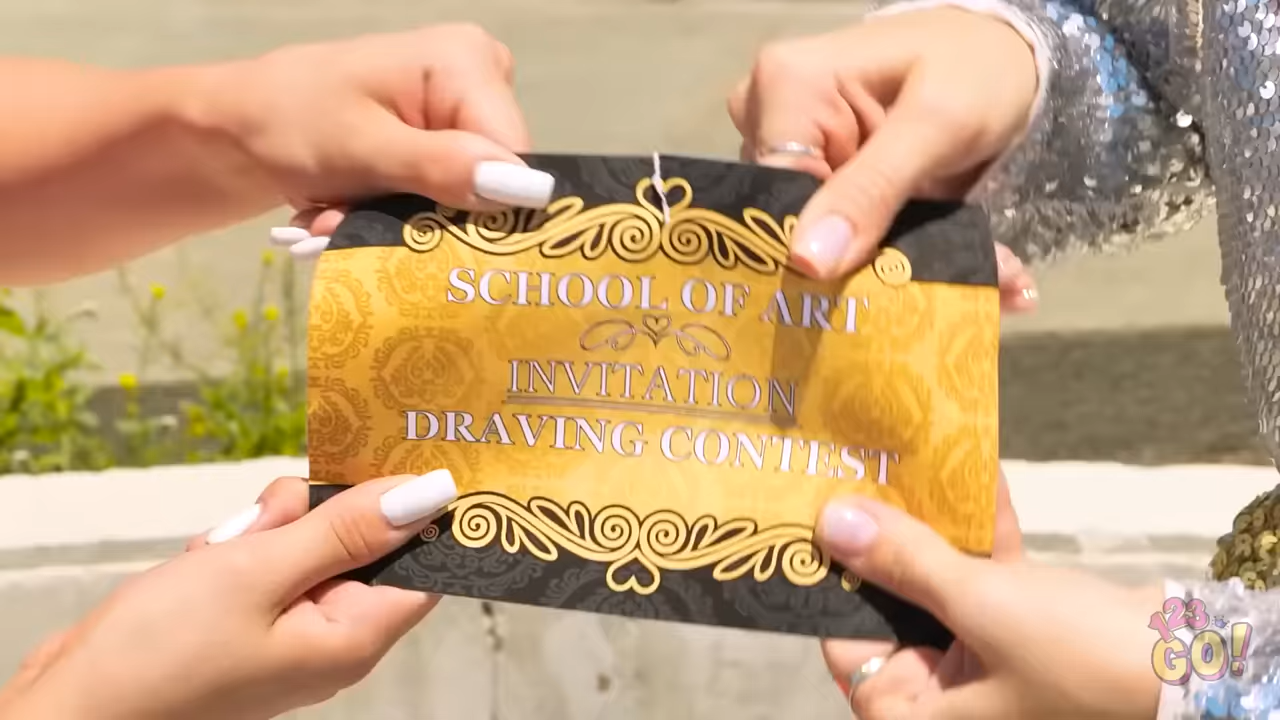 SCHOOL OF ART
INVITATION
DRAVING CONTEST
123
GO!